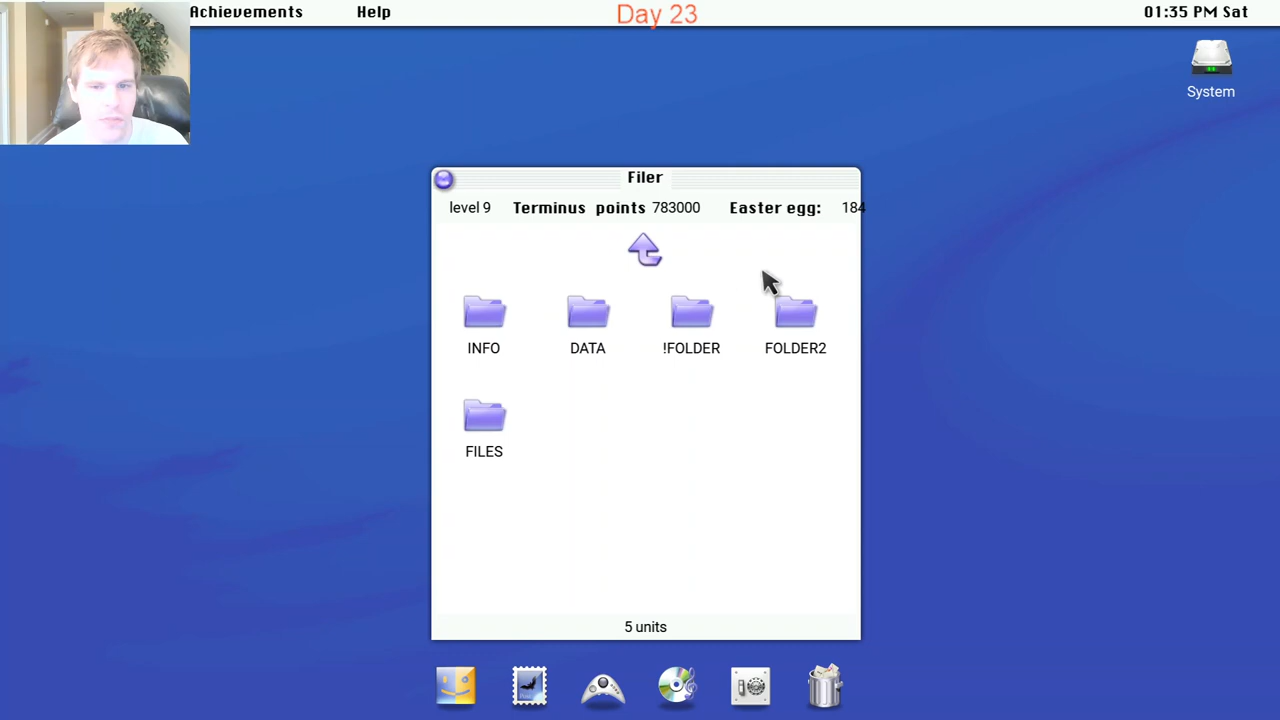 Achievements Help Day 23 01:35 PM Sat
System
Filer
level 9 Terminus points 783000 Easter egg: 184
INFO DATA !FOLDER FOLDER2
FILES
5 units